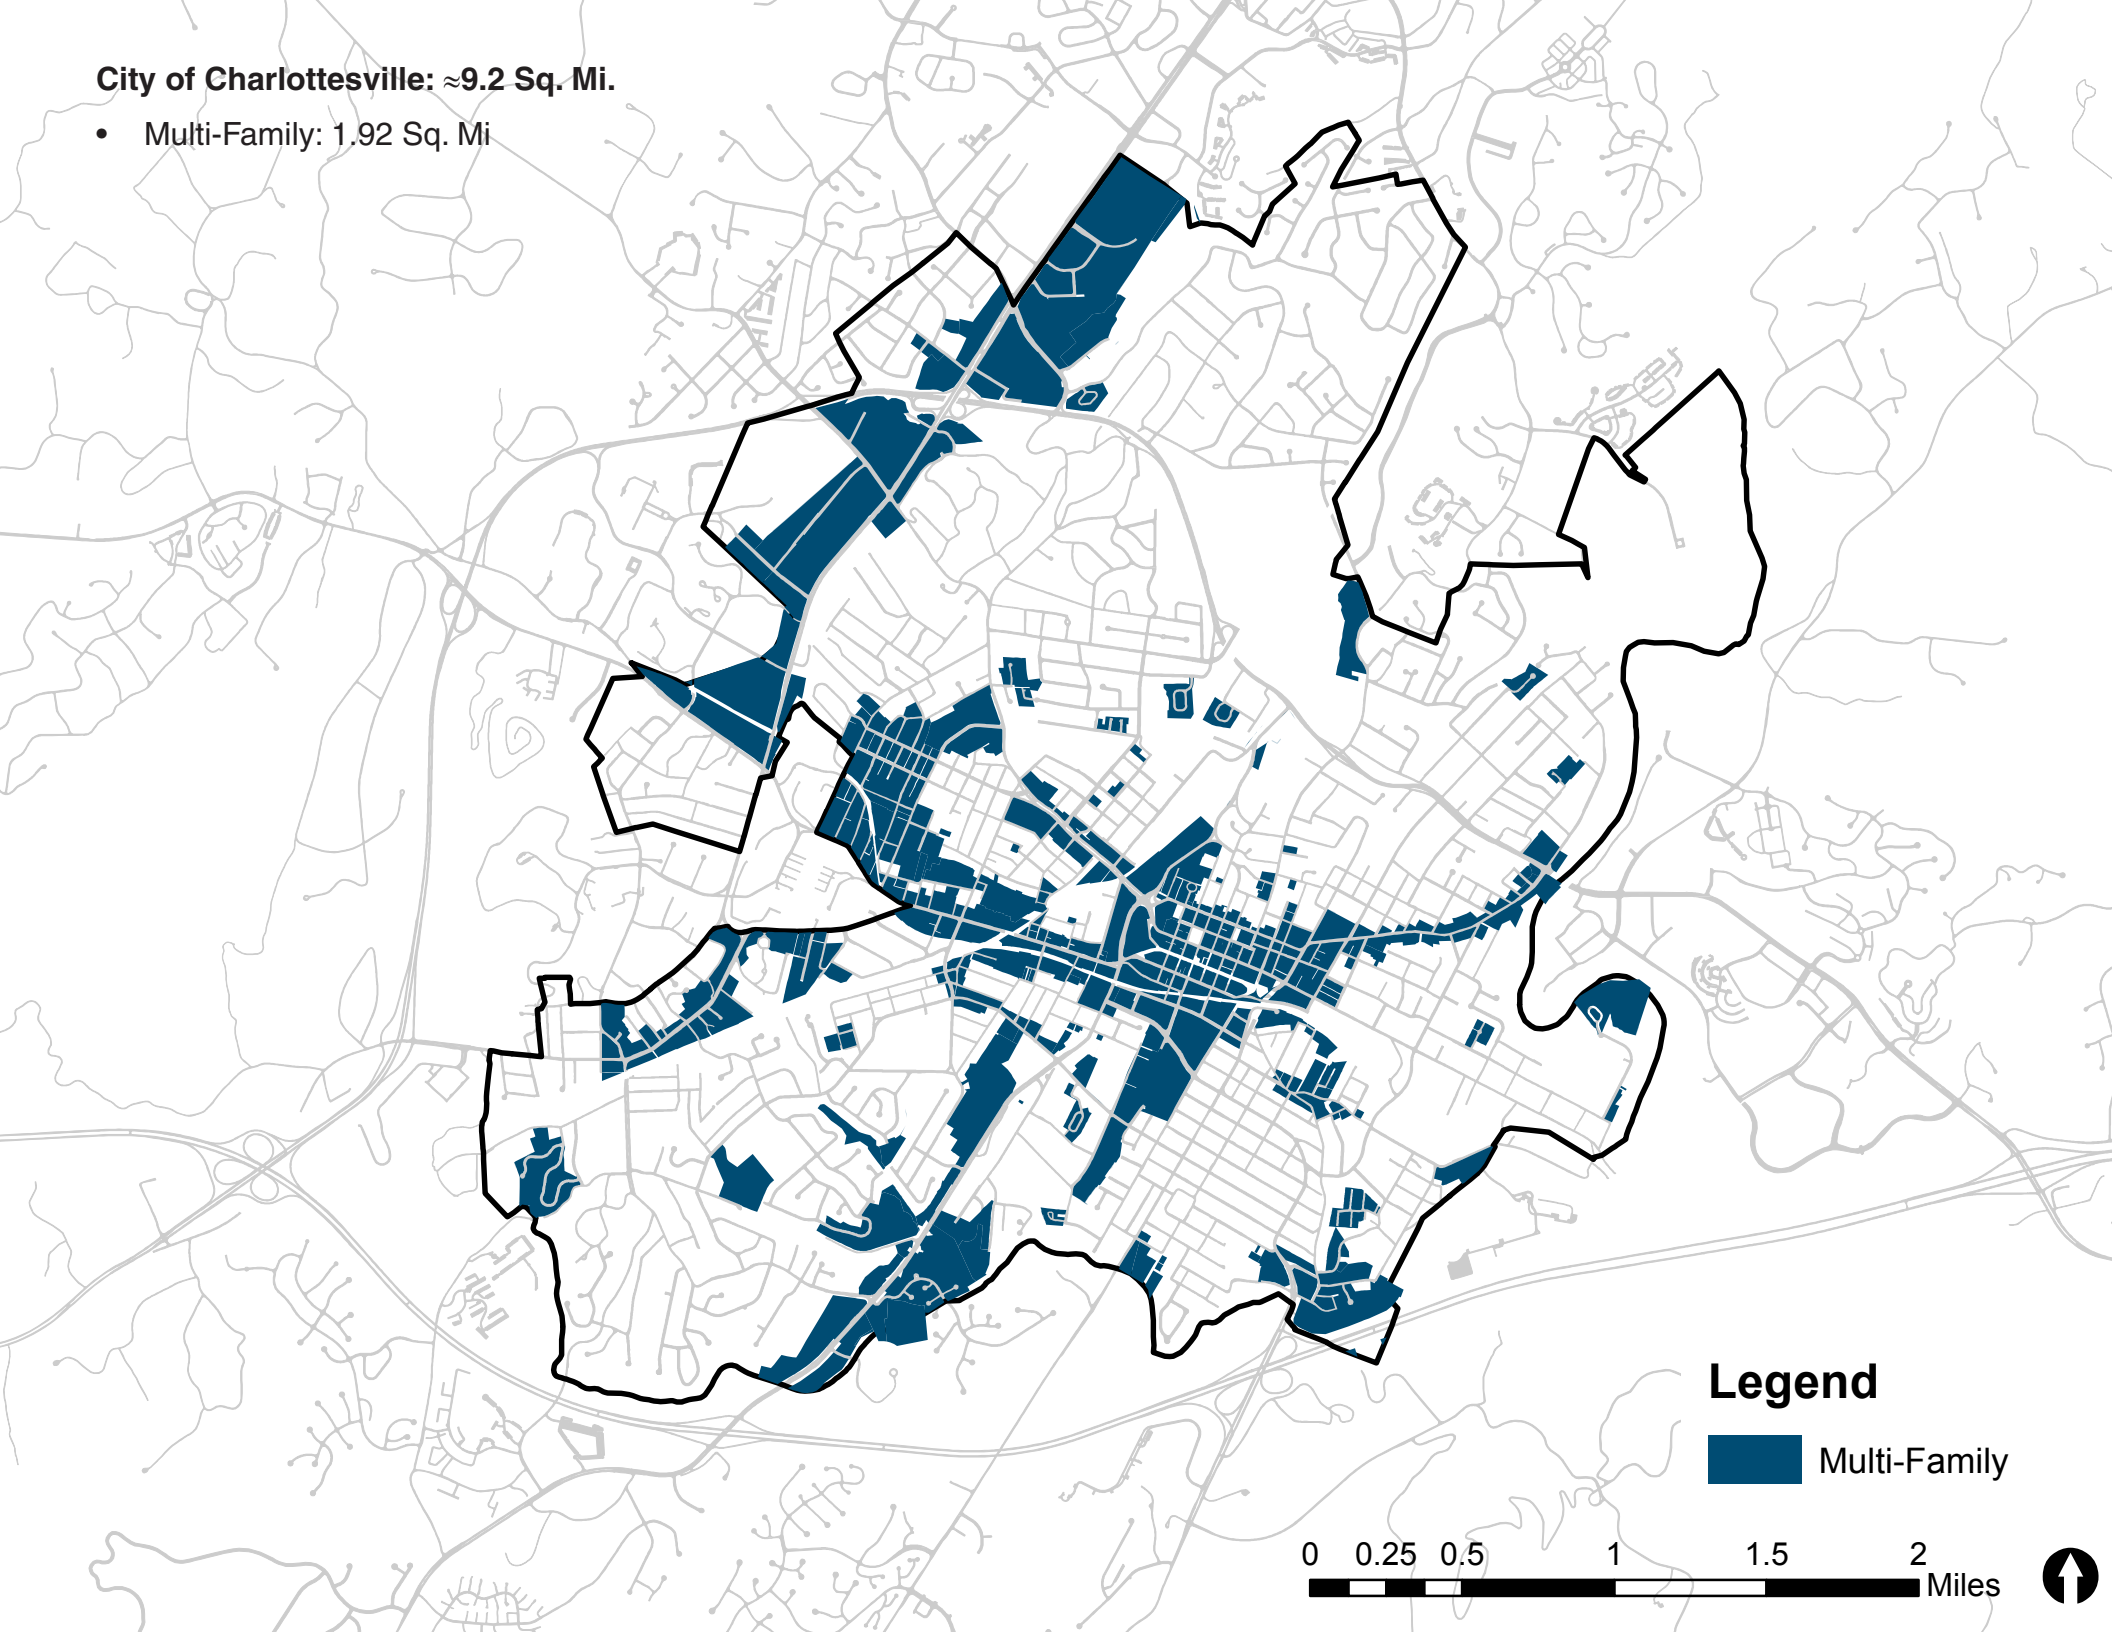 City of Charlottesville: ≈9.2 Sq. Mi.
• Multi-Family: 1.92 Sq. Mi
Legend
Multi-Family
0 0.25 0.5 1 1.5 2
Miles